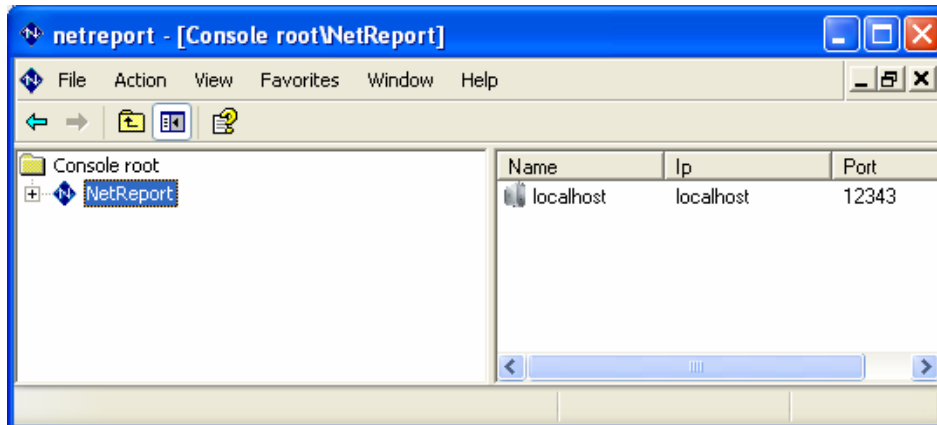 netreport - [Console root\NetReport]
File Action View Favorites Window Help
Console root
NetReport
Name Ip Port
localhost localhost 12343